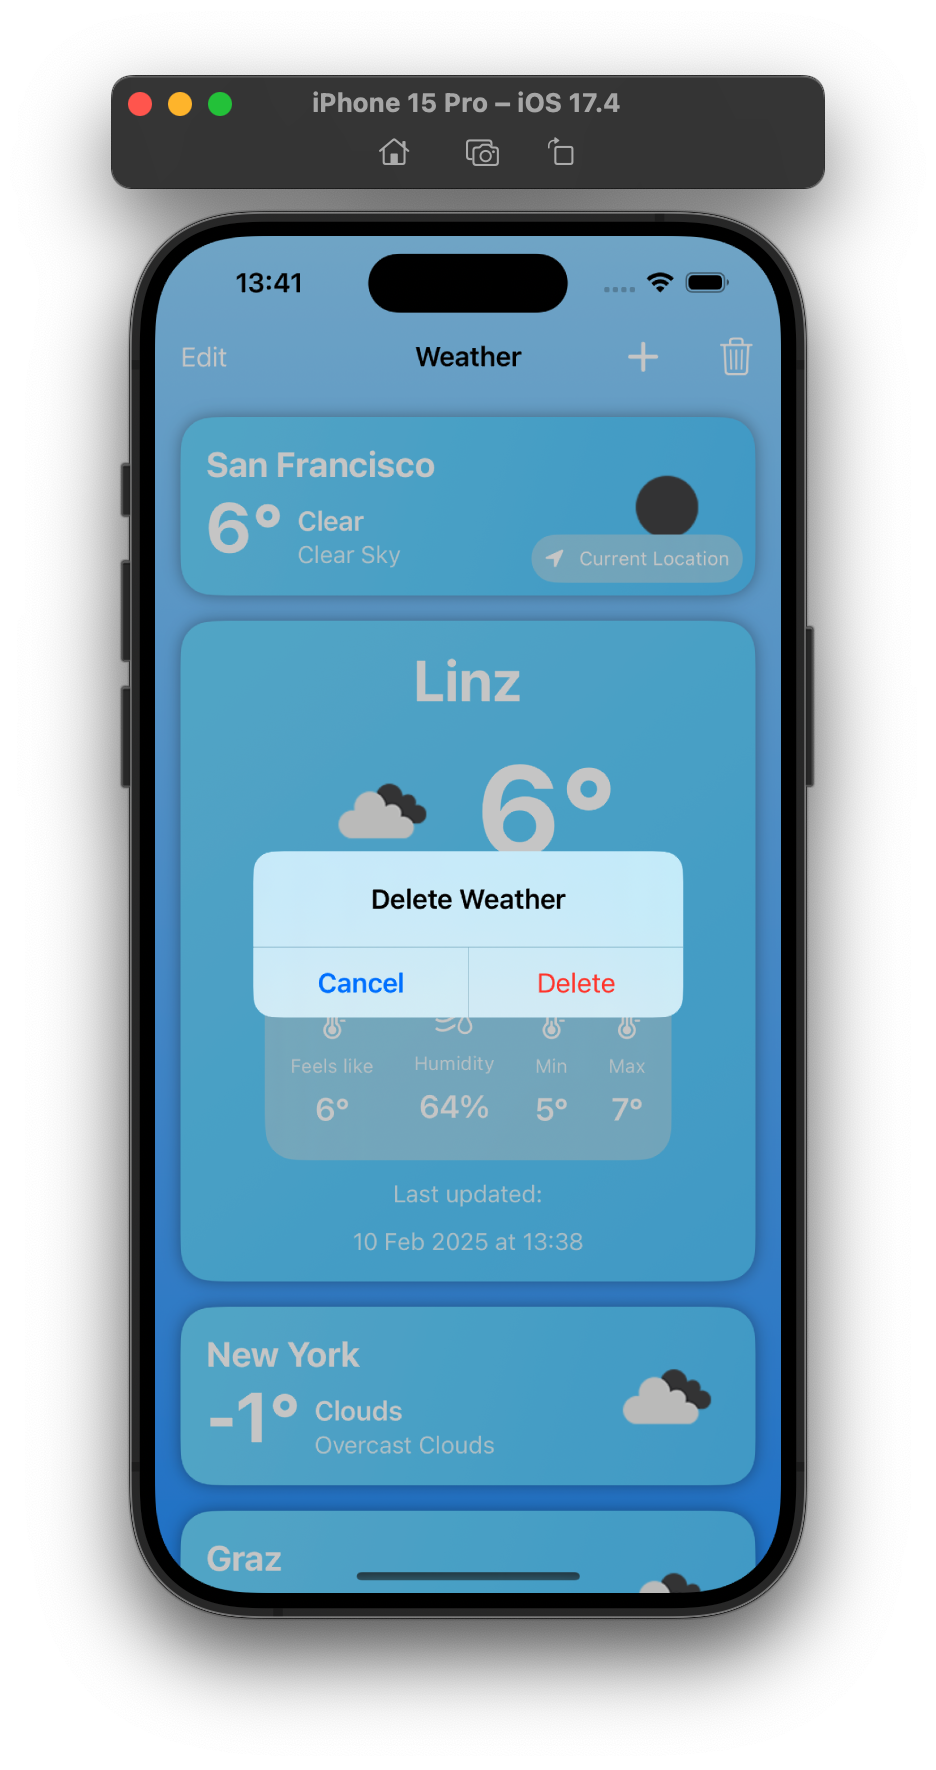 iPhone 15 Pro – iOS 17.4
13:41
Edit
Weather
San Francisco
6°
Clear
Clear Sky
Current Location
Linz
6°
Delete Weather
Cancel
Delete
Feels like
Humidity
Min
Max
6°
64%
5°
7°
Last updated:
10 Feb 2025 at 13:38
New York
-1°
Clouds
Overcast Clouds
Graz